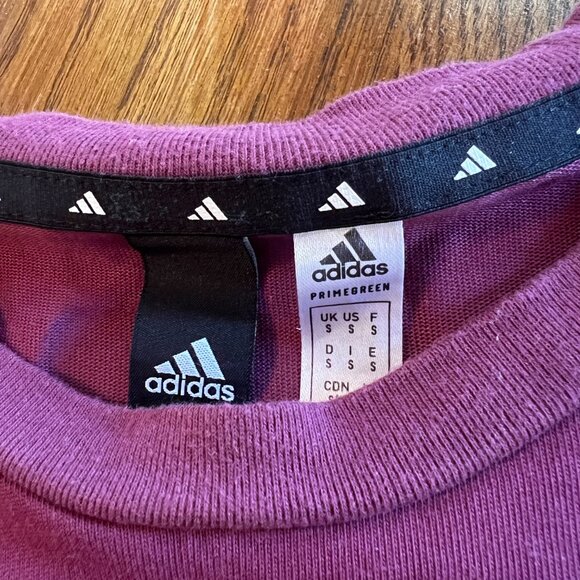 adidas
adidas
PRIMEGREEN
UK US F
S S S
D I E
S S S
CDN